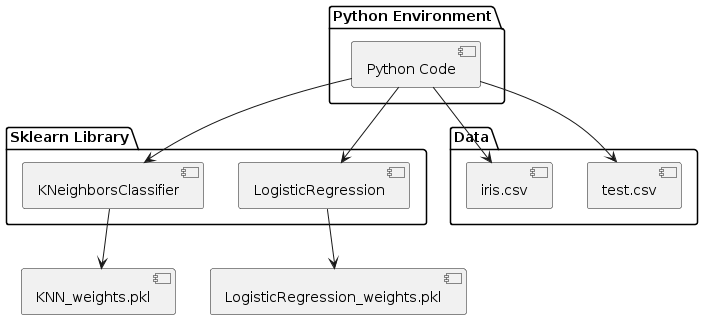 Python Environment
Python Code
Sklearn Library
Data
KNeighborsClassifier
LogisticRegression
iris.csv
test.csv
KNN_weights.pkl
LogisticRegression_weights.pkl